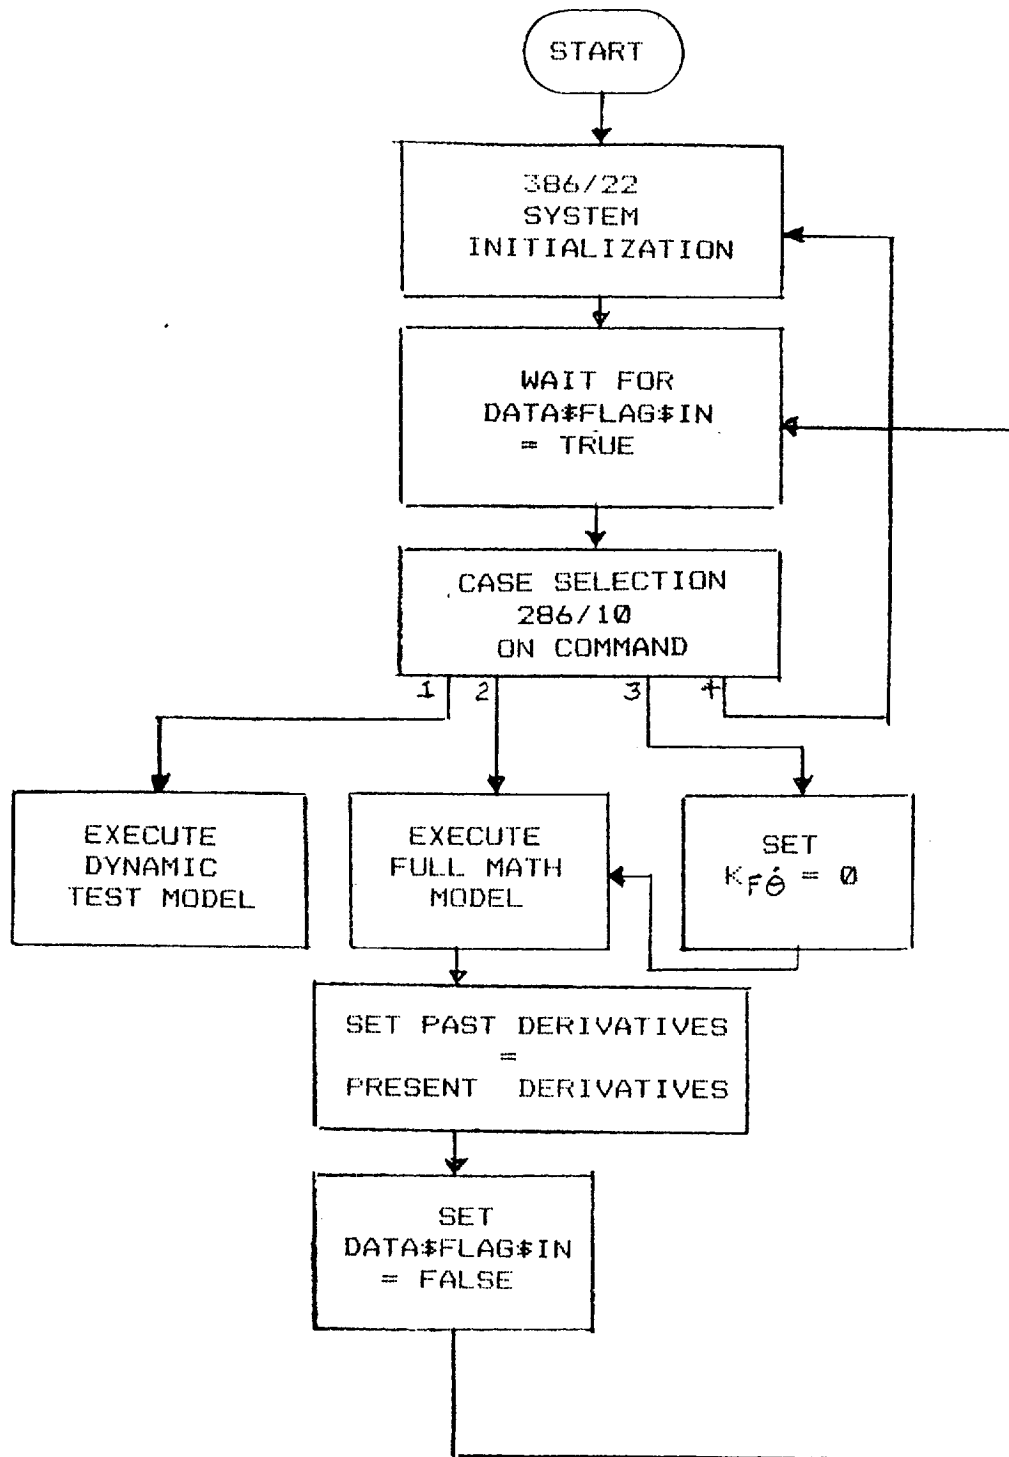 START
386/22
SYSTEM
INITIALIZATION
WAIT FOR
DATA$FLAG$IN
= TRUE
CASE SELECTION
286/10
ON COMMAND
1 2 3 4
EXECUTE
DYNAMIC
TEST MODEL
EXECUTE
FULL MATH
MODEL
SET
KFθ̇ = 0
SET PAST DERIVATIVES
=
PRESENT DERIVATIVES
SET
DATA$FLAG$IN
= FALSE